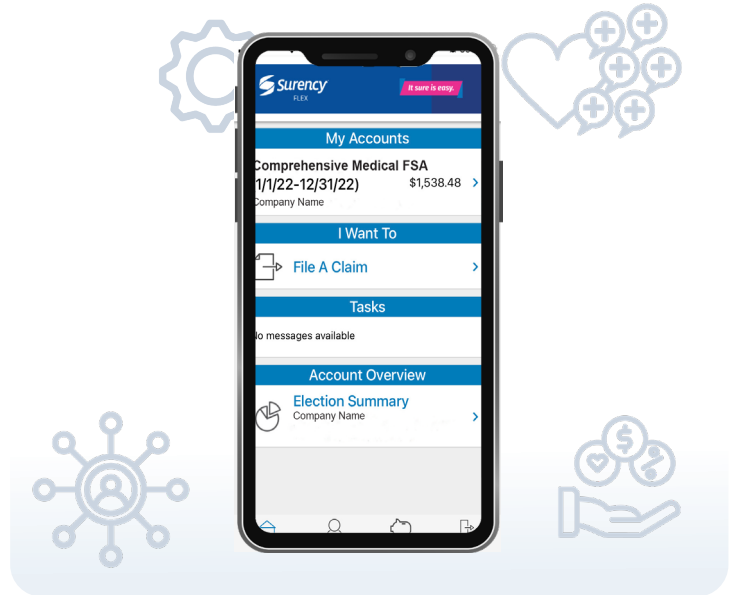 Surency
FLEX
It sure is easy.
My Accounts
Comprehensive Medical FSA
1/1/22-12/31/22)
$1,538.48
Company Name
I Want To
File A Claim
Tasks
No messages available
Account Overview
Election Summary
Company Name